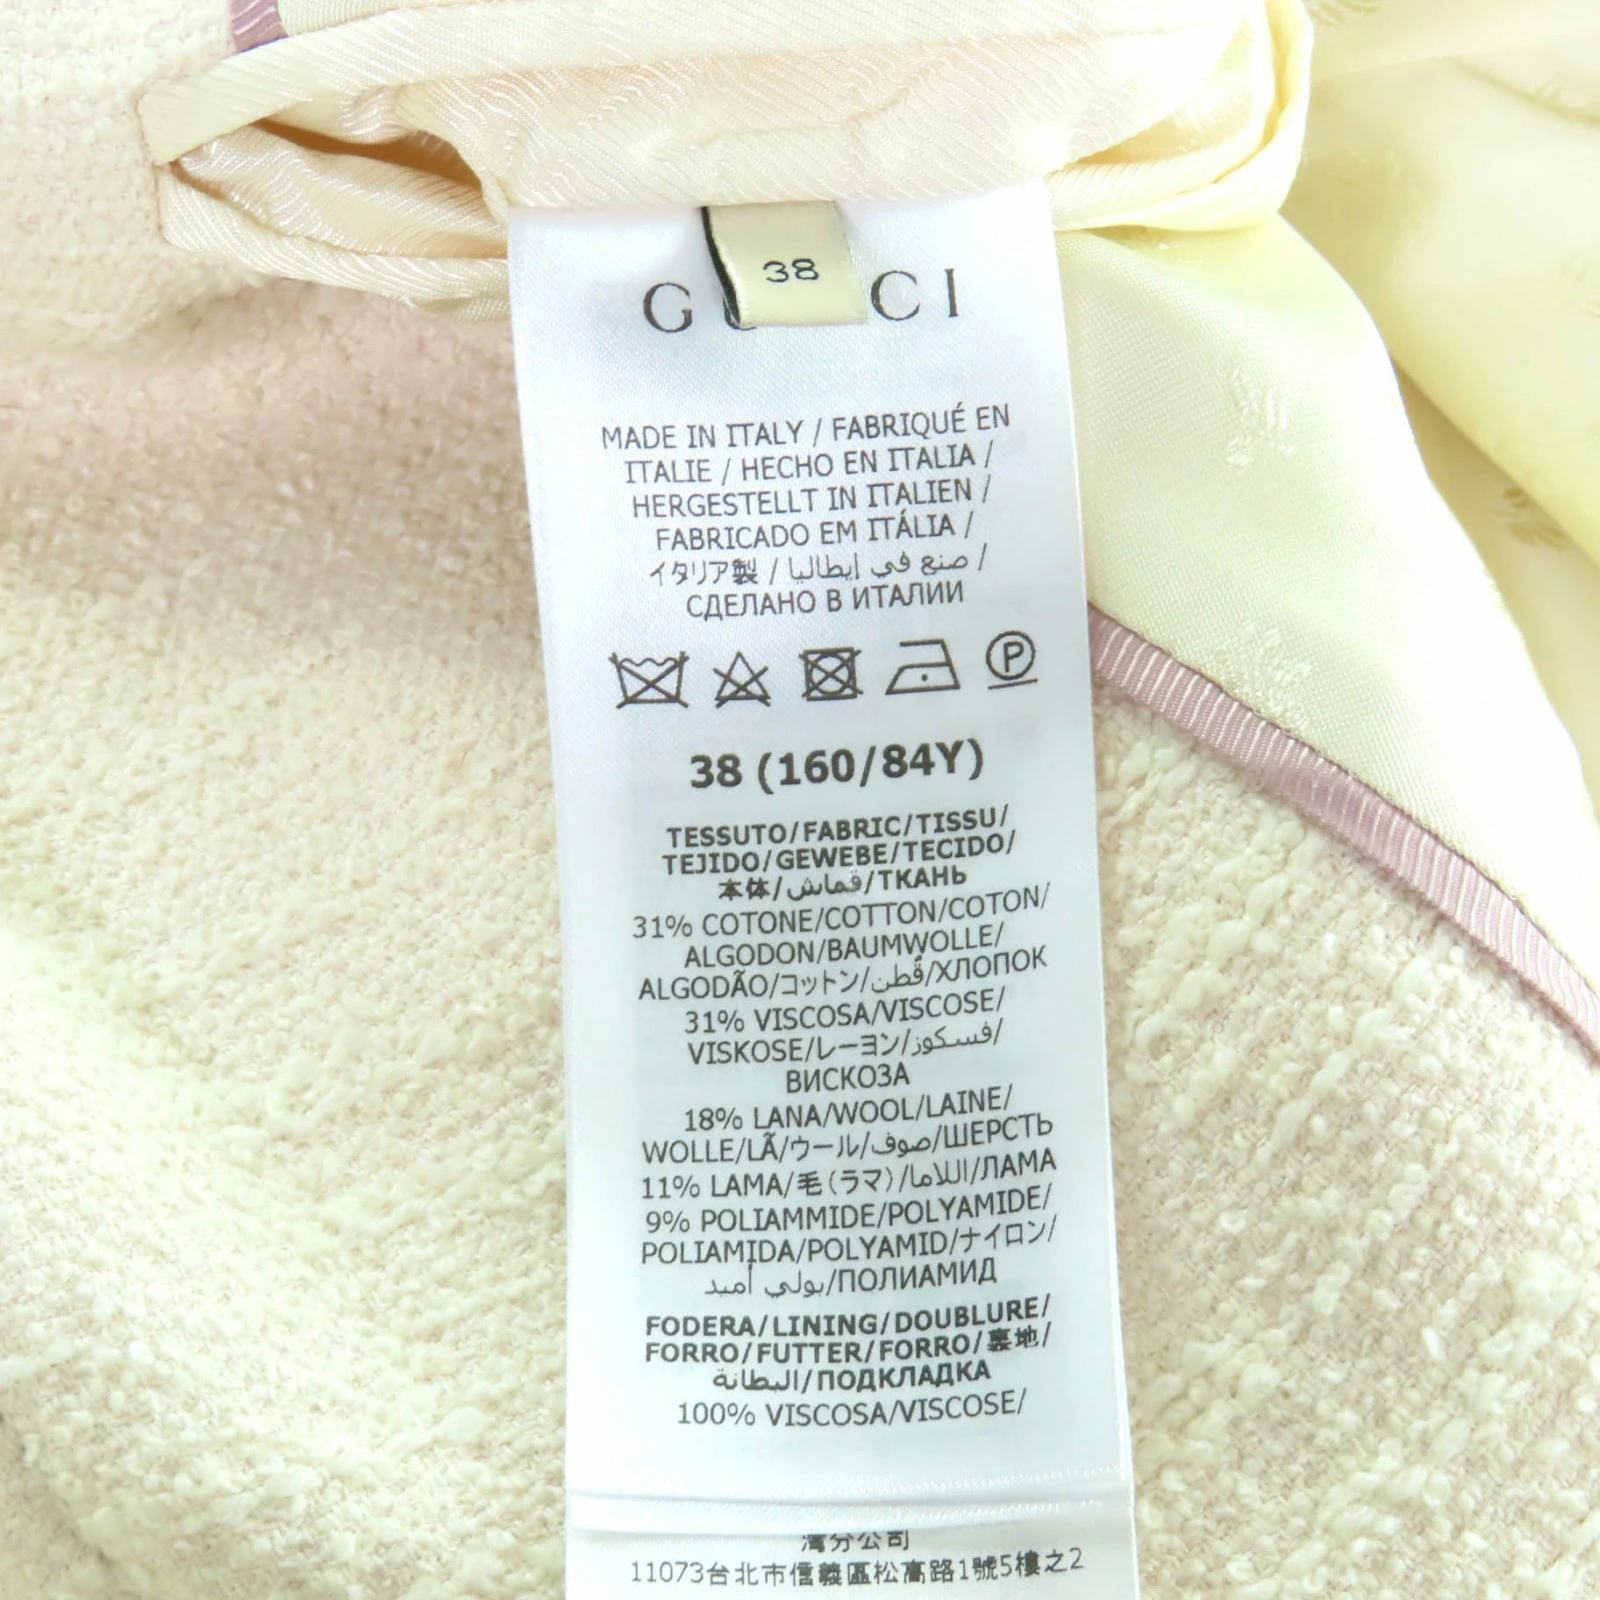 38
G CCI
MADE IN ITALY / FABRIQUÉ EN
ITALIE / HECHO EN ITALIA /
HERGESTELLT IN ITALIEN /
FABRICADO EM ITÁLIA /
イタリア製 / صنع في إيطاليا /
СДЕЛАНО В ИТАЛИИ
P
38 (160/84Y)
TESSUTO/FABRIC/TISSU/
TEJIDO/GEWEBE/TECIDO/
本体/قماش/ТКАНЬ
31% COTONE/COTTON/COTON/
ALGODON/BAUMWOLLE/
ALGODÃO/コットン/قطن/ХЛОПОК
31% VISCOSA/VISCOSE/
VISKOSE/レーヨン/فسكوز/
ВИСКОЗА
18% LANA/WOOL/LAINE/
WOLLE/LÃ/ウール/صوف/ШЕРСТЬ
11% LAMA/毛(ラマ)/اللاما/ЛАМА
9% POLIAMMIDE/POLYAMIDE/
POLIAMIDA/POLYAMID/ナイロン/
بولي أميد/ПОЛИАМИД
FODERA/LINING/DOUBLURE/
FORRO/FUTTER/FORRO/裏地/
البطانة/ПОДКЛАДКА
100% VISCOSA/VISCOSE/
灣分公司
11073台北市信義區松高路1號5樓之2